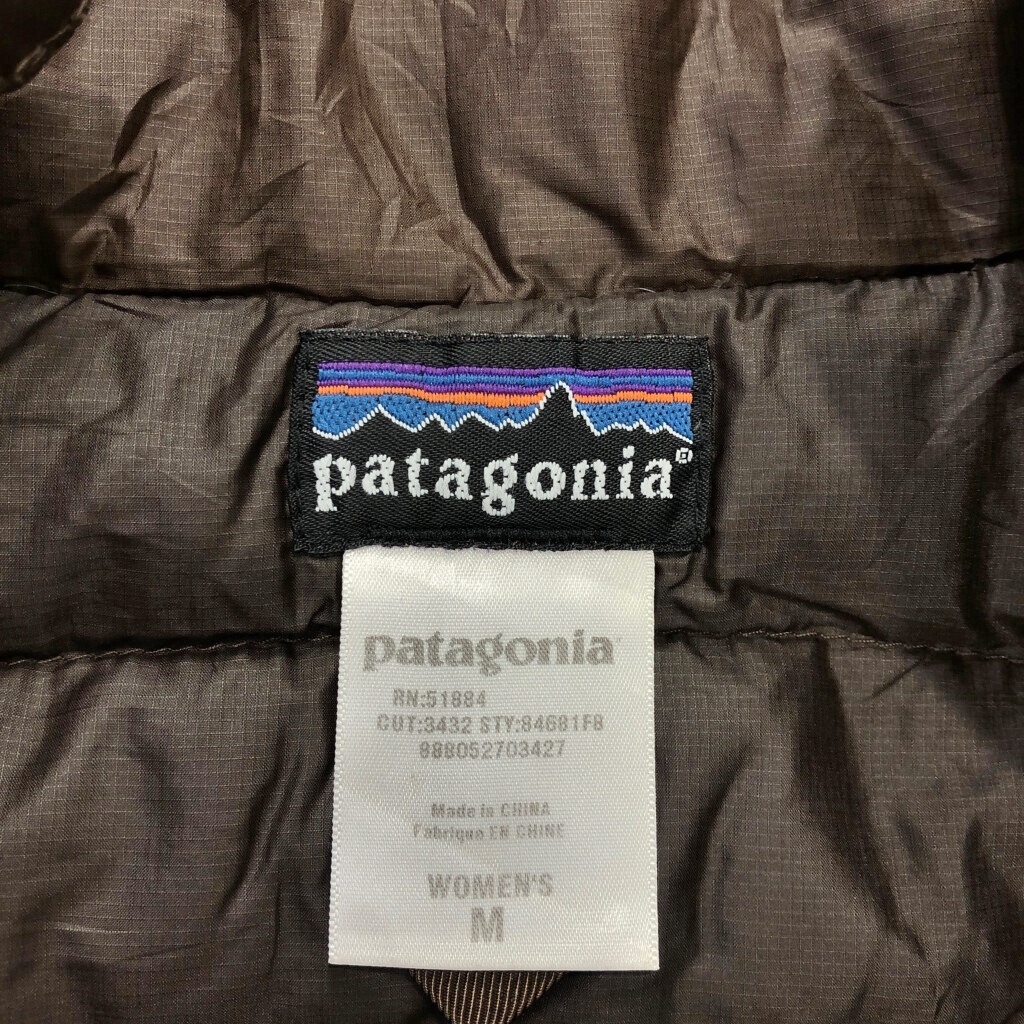 patagonia®
patagonia
RN:51884
CUT:3432 STY:84681F8
888052703427
Made in CHINA
Fabriqué EN CHINE
WOMEN'S
M